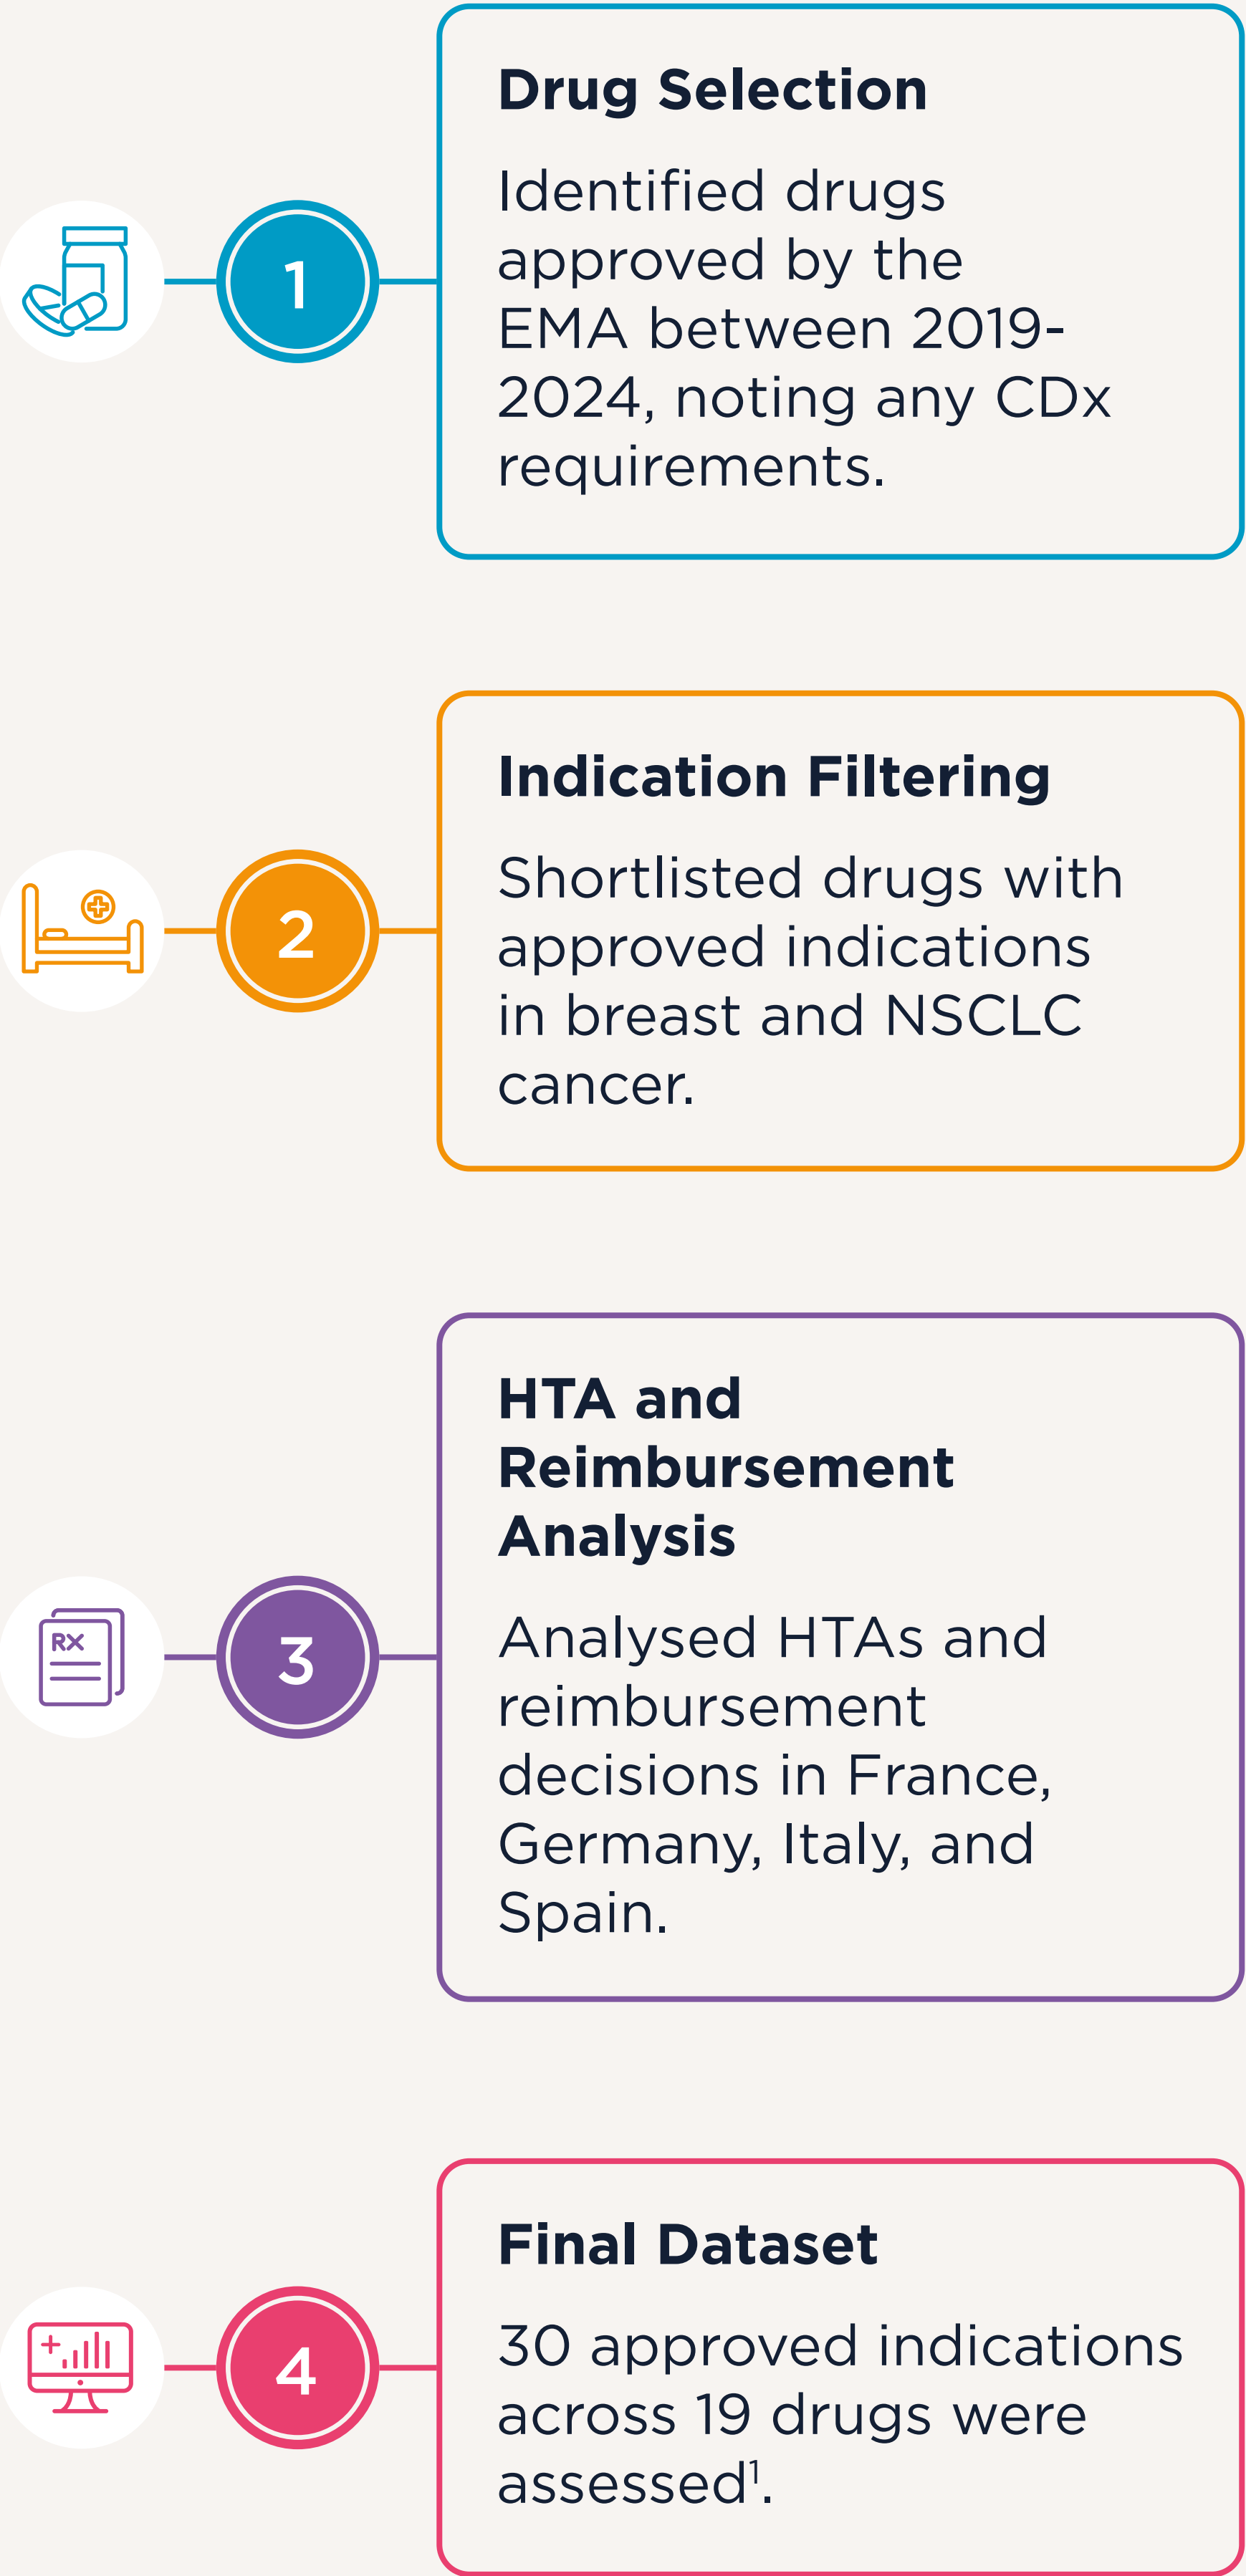 1
Drug Selection
Identified drugs
approved by the
EMA between 2019-
2024, noting any CDx
requirements.
2
Indication Filtering
Shortlisted drugs with
approved indications
in breast and NSCLC
cancer.
RX
3
HTA and
Reimbursement
Analysis
Analysed HTAs and
reimbursement
decisions in France,
Germany, Italy, and
Spain.
4
Final Dataset
30 approved indications
across 19 drugs were
assessed¹.